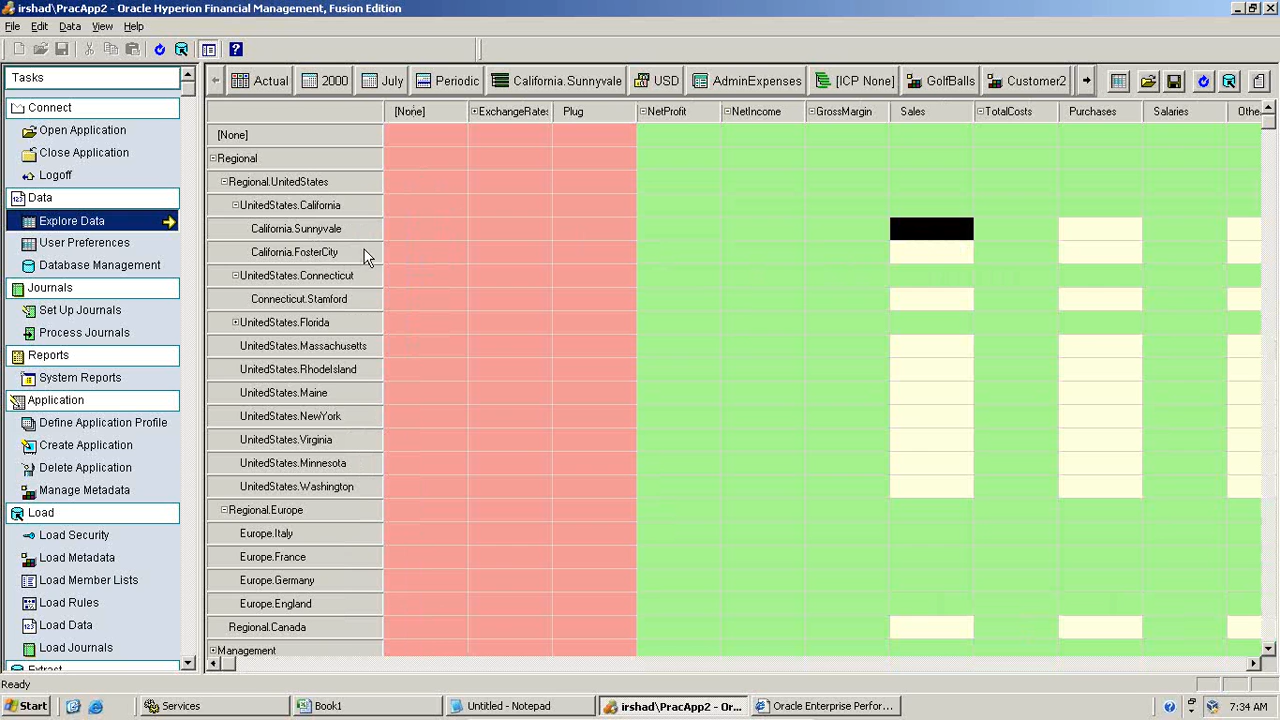 irshad\PracApp2 - Oracle Hyperion Financial Management, Fusion Edition
File Edit Data View Help
Tasks
Connect
Open Application
Close Application
Logoff
Data
Explore Data
User Preferences
Database Management
Journals
Set Up Journals
Process Journals
Reports
System Reports
Application
Define Application Profile
Create Application
Delete Application
Manage Metadata
Load
Load Security
Load Metadata
Load Member Lists
Load Rules
Load Data
Load Journals
Extract
Actual 2000 July Periodic California.Sunnyvale USD AdminExpenses [ICP None] GolfBalls Customer2
[None] ExchangeRates Plug NetProfit NetIncome GrossMargin Sales TotalCosts Purchases Salaries Othe
[None]
Regional
Regional.UnitedStates
UnitedStates.California
California.Sunnyvale
California.FosterCity
UnitedStates.Connecticut
Connecticut.Stamford
UnitedStates.Florida
UnitedStates.Massachusetts
UnitedStates.RhodeIsland
UnitedStates.Maine
UnitedStates.NewYork
UnitedStates.Virginia
UnitedStates.Minnesota
UnitedStates.Washington
Regional.Europe
Europe.Italy
Europe.France
Europe.Germany
Europe.England
Regional.Canada
Management
Ready
Start Services Book1 Untitled - Notepad irshad\PracApp2 - Or... Oracle Enterprise Perfor... 7:34 AM